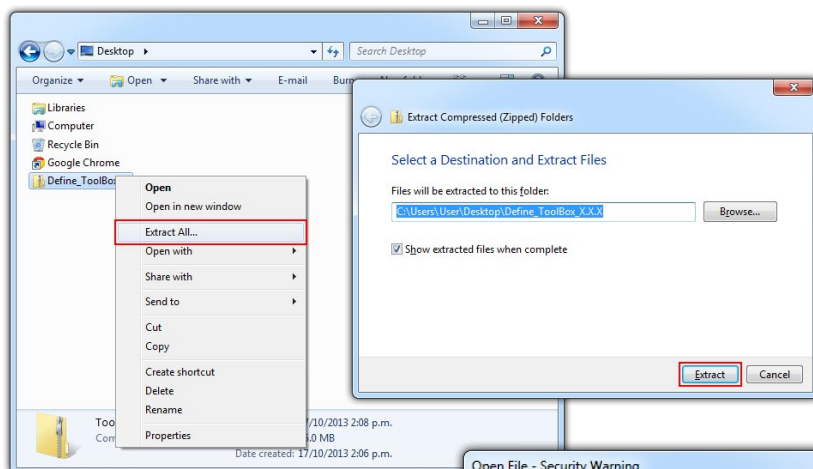 Desktop
Search Desktop
Organize
Open
Share with
E-mail
Libraries
Computer
Recycle Bin
Google Chrome
Define_ToolBox
Open
Open in new window
Extract All...
Open with
Share with
Send to
Cut
Copy
Create shortcut
Delete
Rename
Properties
/10/2013 2:08 p.m.
.0 MB
Date created: 17/10/2013 2:06 p.m.
Extract Compressed (Zipped) Folders
Select a Destination and Extract Files
Files will be extracted to this folder:
C:\Users\User\Desktop\Define_ToolBox_X.X.X
Browse...
Show extracted files when complete
Extract
Cancel
Open File - Security Warning